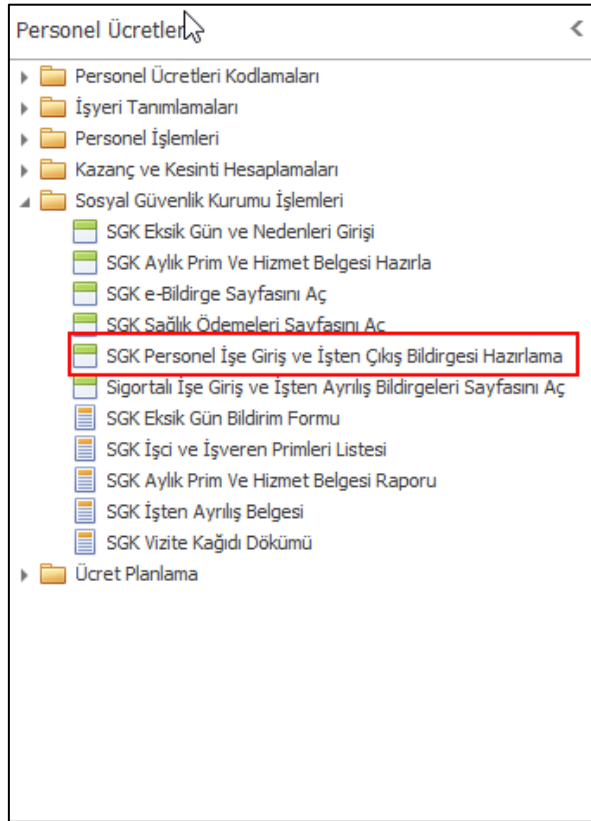 Personel Ücretleri
Personel Ücretleri Kodlamaları
İşyeri Tanımlamaları
Personel İşlemleri
Kazanç ve Kesinti Hesaplamaları
Sosyal Güvenlik Kurumu İşlemleri
SGK Eksik Gün ve Nedenleri Girişi
SGK Aylık Prim Ve Hizmet Belgesi Hazırla
SGK e-Bildirge Sayfasını Aç
SGK Sağlık Ödemeleri Sayfasını Aç
SGK Personel İşe Giriş ve İşten Çıkış Bildirgesi Hazırlama
Sigortalı İşe Giriş ve İşten Ayrılış Bildirgeleri Sayfasını Aç
SGK Eksik Gün Bildirim Formu
SGK İşci ve İşveren Primleri Listesi
SGK Aylık Prim Ve Hizmet Belgesi Raporu
SGK İşten Ayrılış Belgesi
SGK Vizite Kağıdı Dökümü
Ücret Planlama